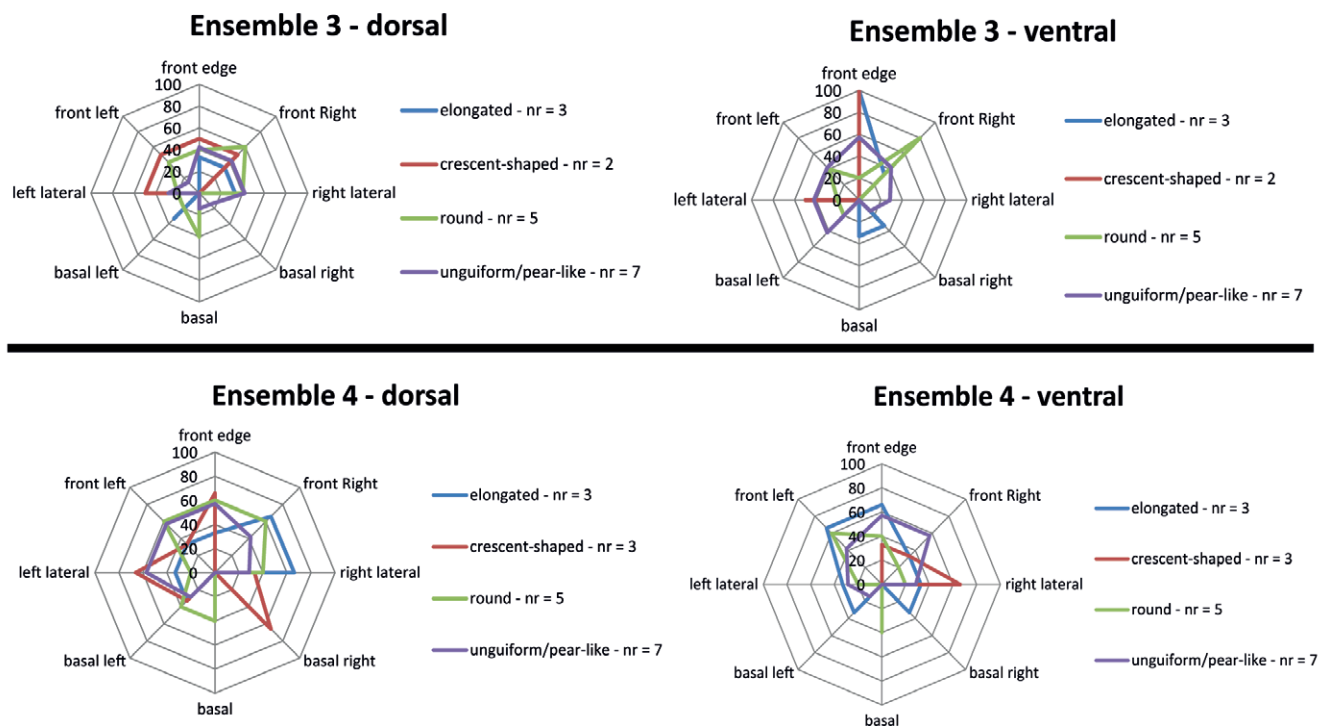 Ensemble 3 - dorsal
front edge
100
80
60
40
20
0
front left
front Right
left lateral
right lateral
basal left
basal right
basal
elongated - nr = 3
crescent-shaped - nr = 2
round - nr = 5
unguiform/pear-like - nr = 7
Ensemble 3 - ventral
front edge
100
80
60
40
20
0
front left
front Right
left lateral
right lateral
basal left
basal right
basal
elongated - nr = 3
crescent-shaped - nr = 2
round - nr = 5
unguiform/pear-like - nr = 7
Ensemble 4 - dorsal
front edge
100
80
60
40
20
0
front left
front Right
left lateral
right lateral
basal left
basal right
basal
elongated - nr = 3
crescent-shaped - nr = 3
round - nr = 5
unguiform/pear-like - nr = 7
Ensemble 4 - ventral
front edge
100
80
60
40
20
0
front left
front Right
left lateral
right lateral
basal left
basal right
basal
elongated - nr = 3
crescent-shaped - nr = 3
round - nr = 5
unguiform/pear-like - nr = 7